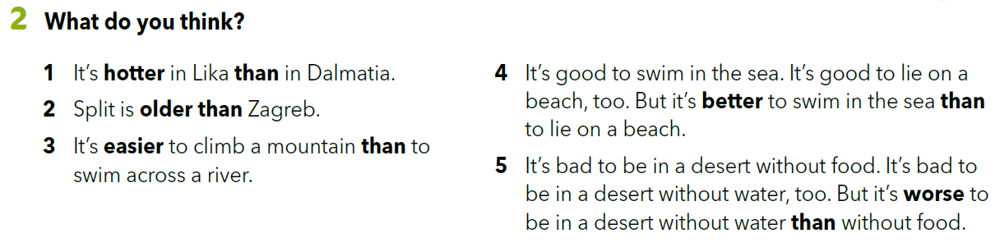 2 What do you think?
1 It's hotter in Lika than in Dalmatia.
2 Split is older than Zagreb.
3 It's easier to climb a mountain than to
swim across a river.
4 It's good to swim in the sea. It's good to lie on a
beach, too. But it's better to swim in the sea than
to lie on a beach.
5 It's bad to be in a desert without food. It's bad to
be in a desert without water, too. But it's worse to
be in a desert without water than without food.